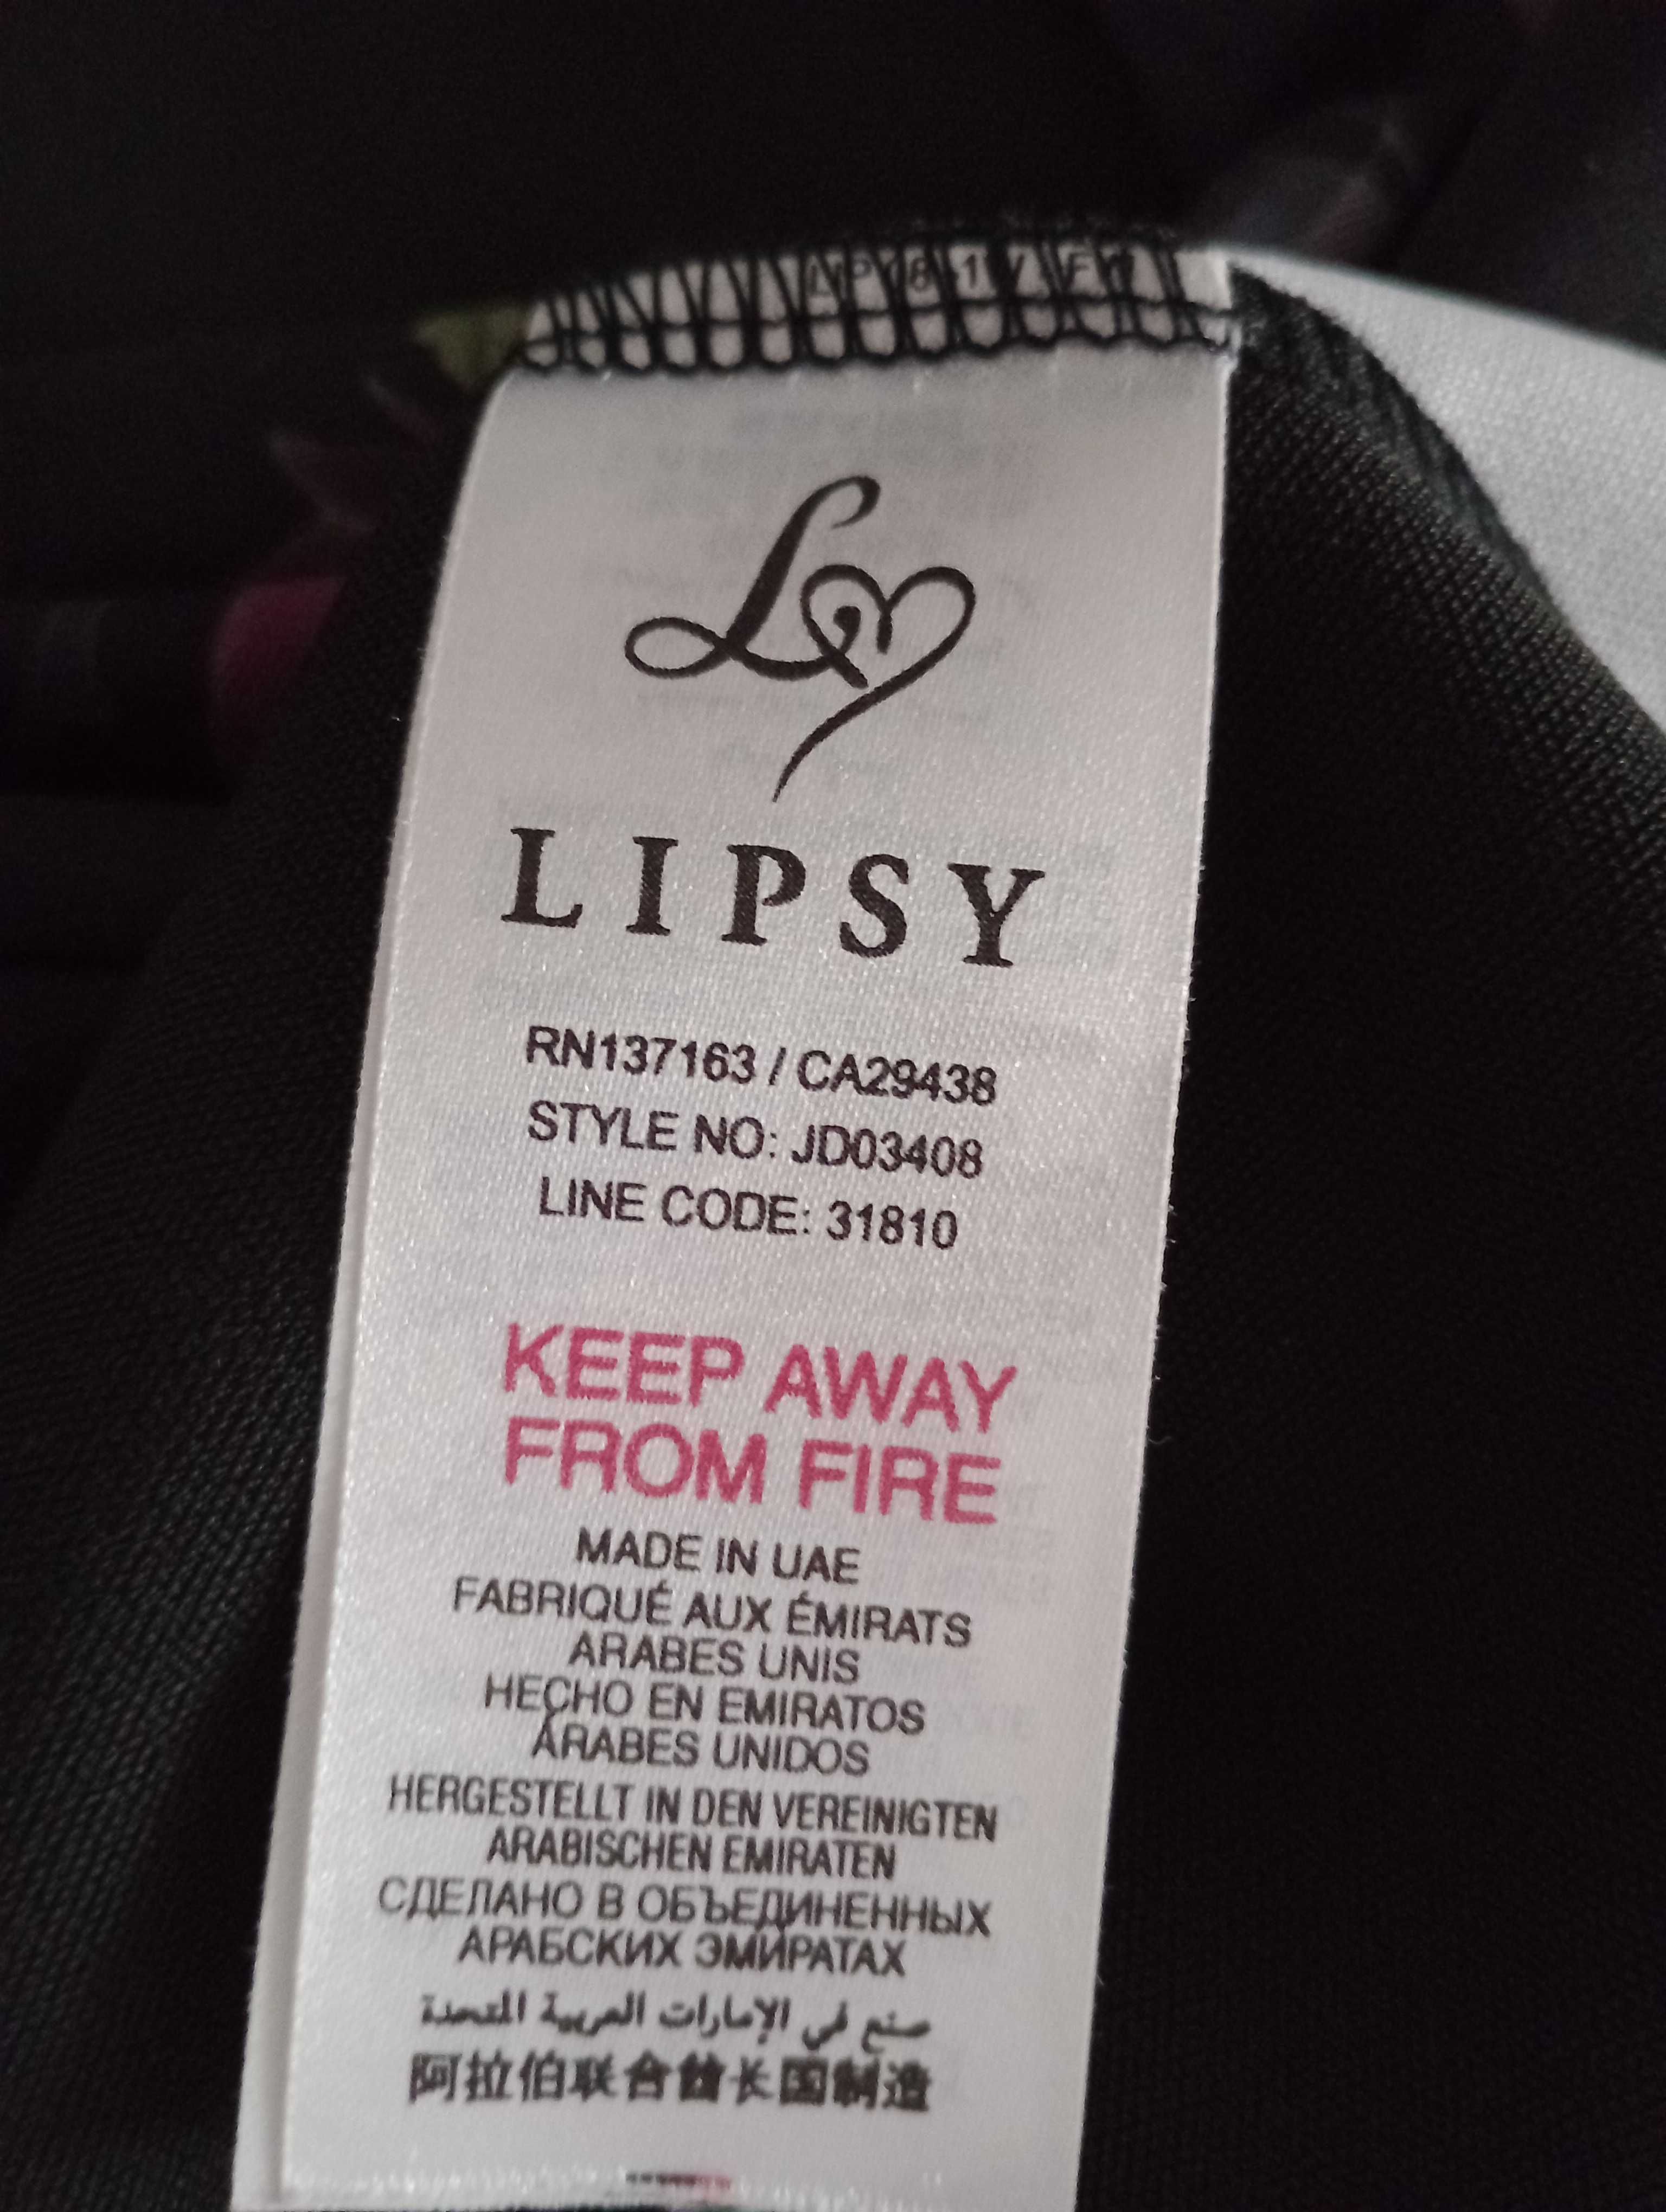 LIPSY
RN137163 / CA29438
STYLE NO: JD03408
LINE CODE: 31810
KEEP AWAY
FROM FIRE
MADE IN UAE
FABRIQUÉ AUX ÉMIRATS
ARABES UNIS
HECHO EN EMIRATOS
ÁRABES UNIDOS
HERGESTELLT IN DEN VEREINIGTEN
ARABISCHEN EMIRATEN
СДЕЛАНО В ОБЪЕДИНЕННЫХ
АРАБСКИХ ЭМИРАТАХ
صنع في الإمارات العربية المتحدة
阿拉伯联合酋长国制造